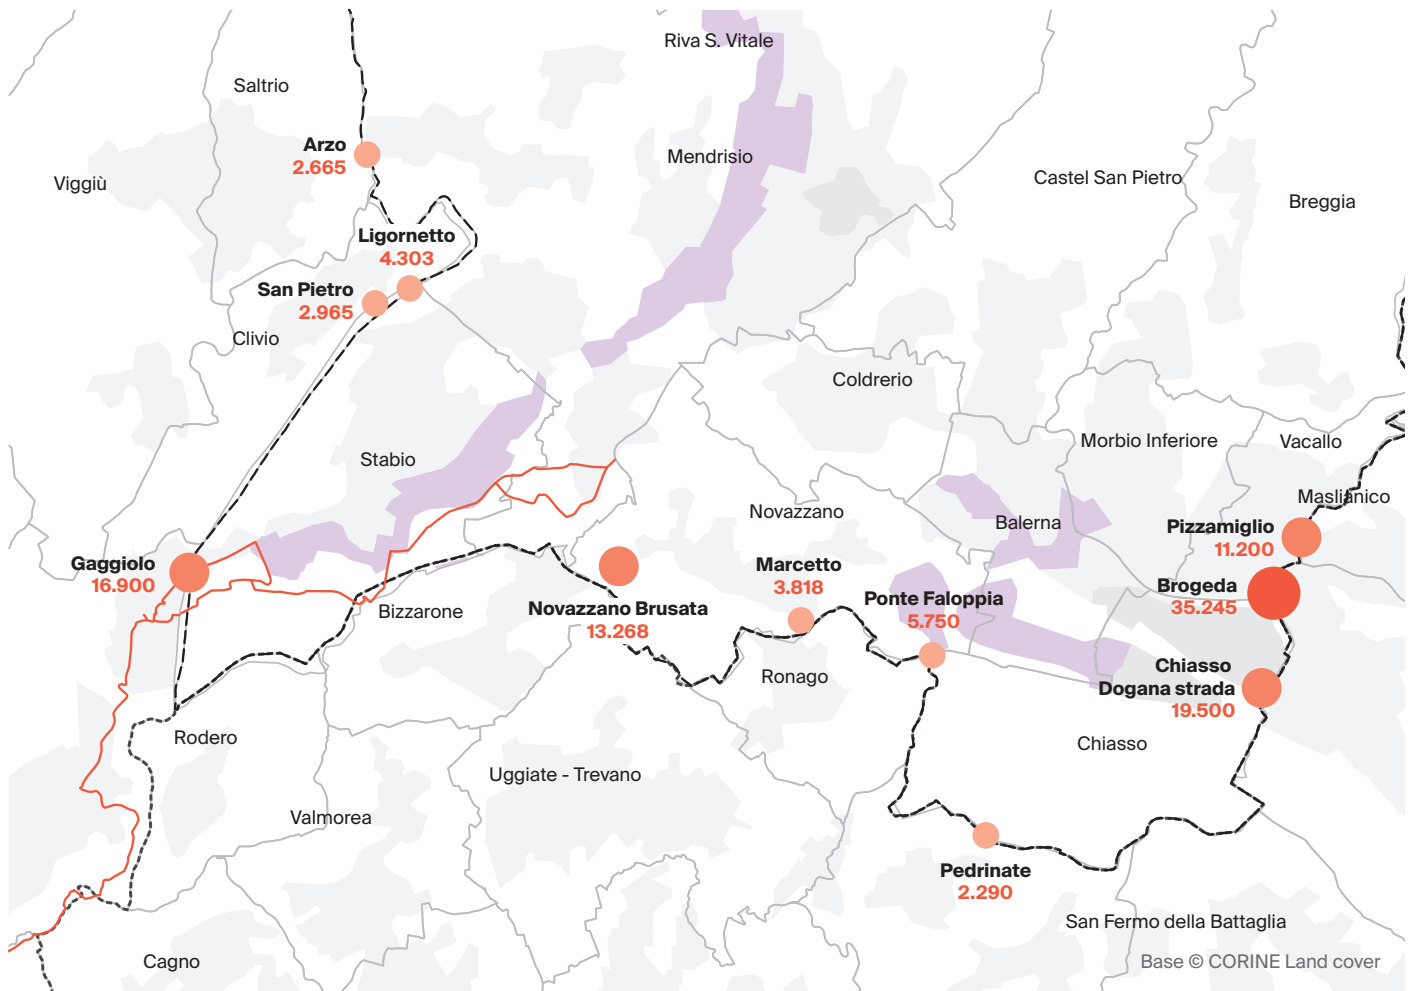 Riva S. Vitale
Saltrio
Arzo
2.665
Mendrisio
Viggiù
Castel San Pietro
Breggia
Ligornetto
4.303
San Pietro
2.965
Clivio
Coldrerio
Morbio Inferiore
Vacallo
Stabio
Maslianico
Novazzano
Balerna
Pizzamiglio
11.200
Gaggiolo
16.900
Marcetto
3.818
Brogeda
35.245
Ponte Faloppia
5.750
Bizzarone
Novazzano Brusata
13.268
Ronago
Chiasso
Dogana strada
19.500
Rodero
Chiasso
Uggiate - Trevano
Valmorea
Pedrinate
2.290
San Fermo della Battaglia
Cagno
Base © CORINE Land cover